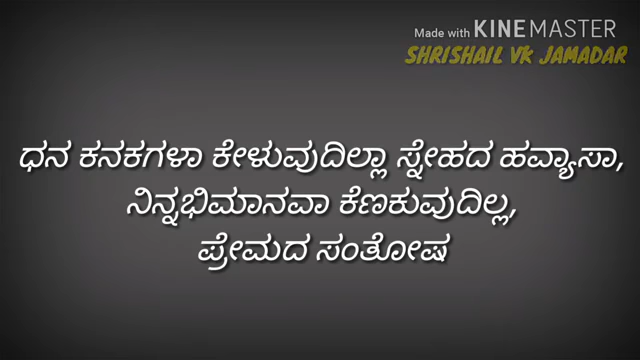 Made with KINEMASTER
SHRISHAIL Vk JAMADAR
ಧನ ಕನಕಗಳಾ ಕೇಳುವುದಿಲ್ಲಾ ಸ್ನೇಹದ ಹವ್ಯಾಸಾ,
ನಿನ್ನಭಿಮಾನವಾ ಕೆಣಕುವುದಿಲ್ಲ,
ಪ್ರೇಮದ ಸಂತೋಷ